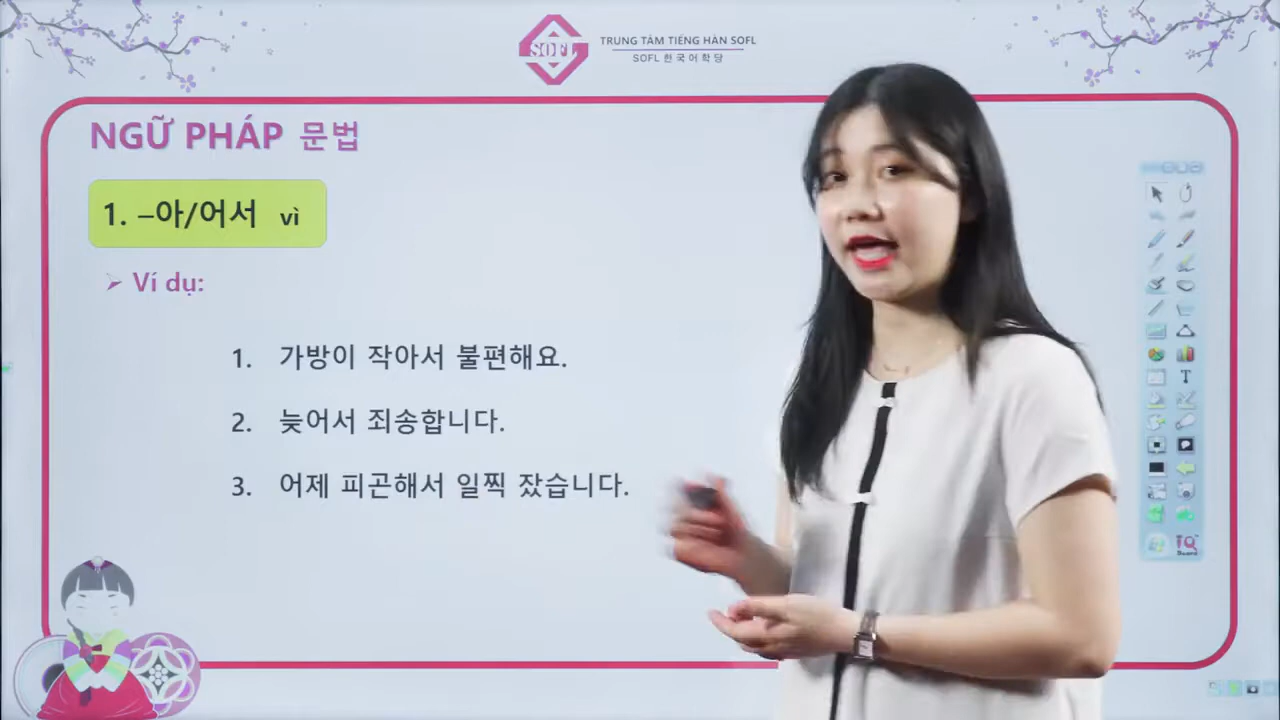 SOFL
TRUNG TÂM TIẾNG HÀN SOFL
SOFL 한국어학당
NGỮ PHÁP 문법
1. –아/어서 vì
➢ Ví dụ:
1. 가방이 작아서 불편해요.
2. 늦어서 죄송합니다.
3. 어제 피곤해서 일찍 잤습니다.